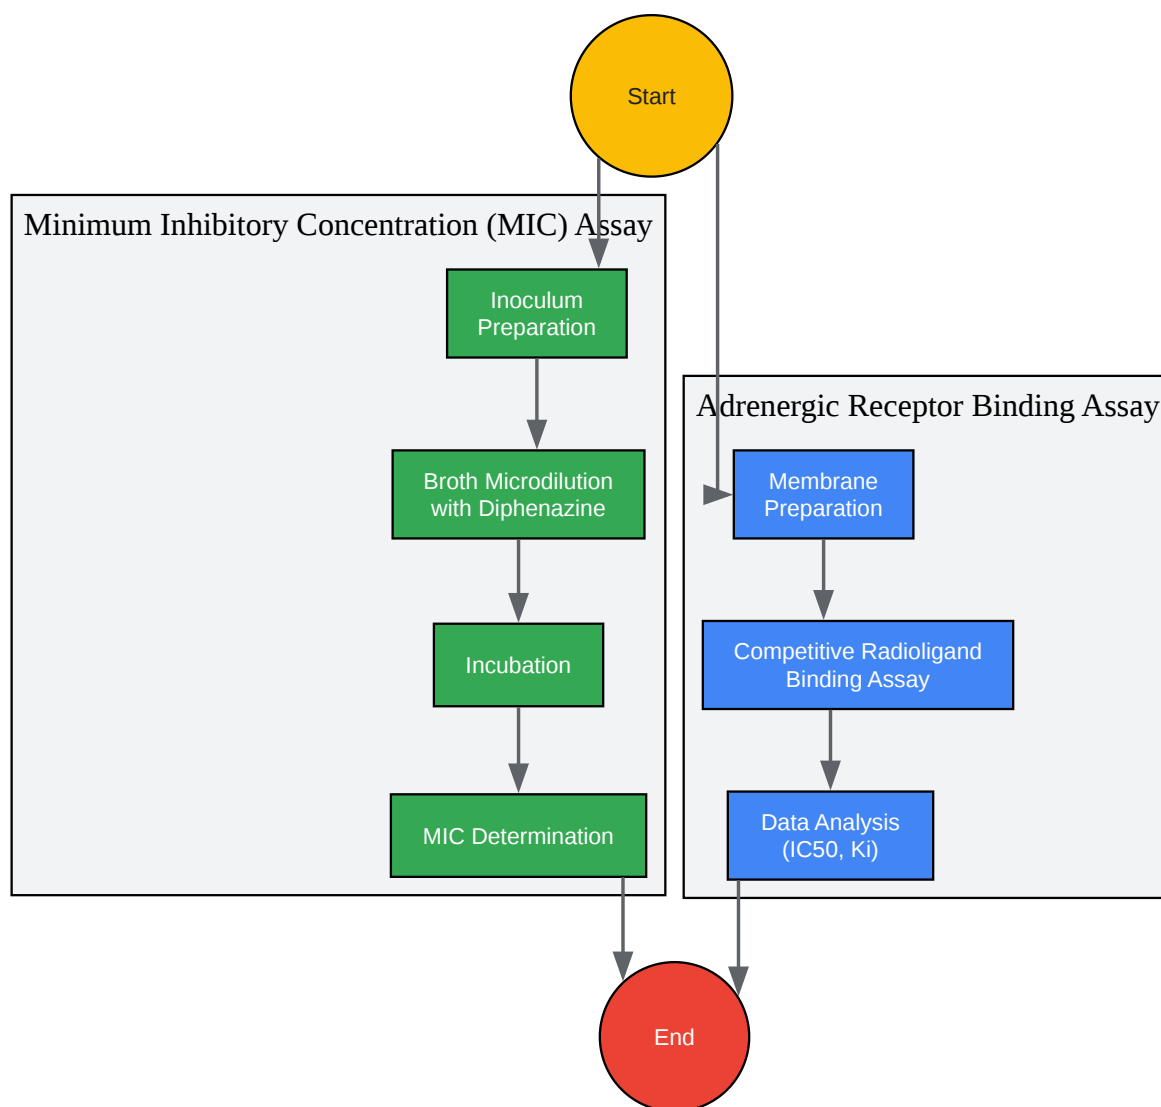 Start
Minimum Inhibitory Concentration (MIC) Assay
Inoculum
Preparation
Broth Microdilution
with Diphenazine
Incubation
MIC Determination
Adrenergic Receptor Binding Assay
Membrane
Preparation
Competitive Radioligand
Binding Assay
Data Analysis
(IC50, Ki)
End